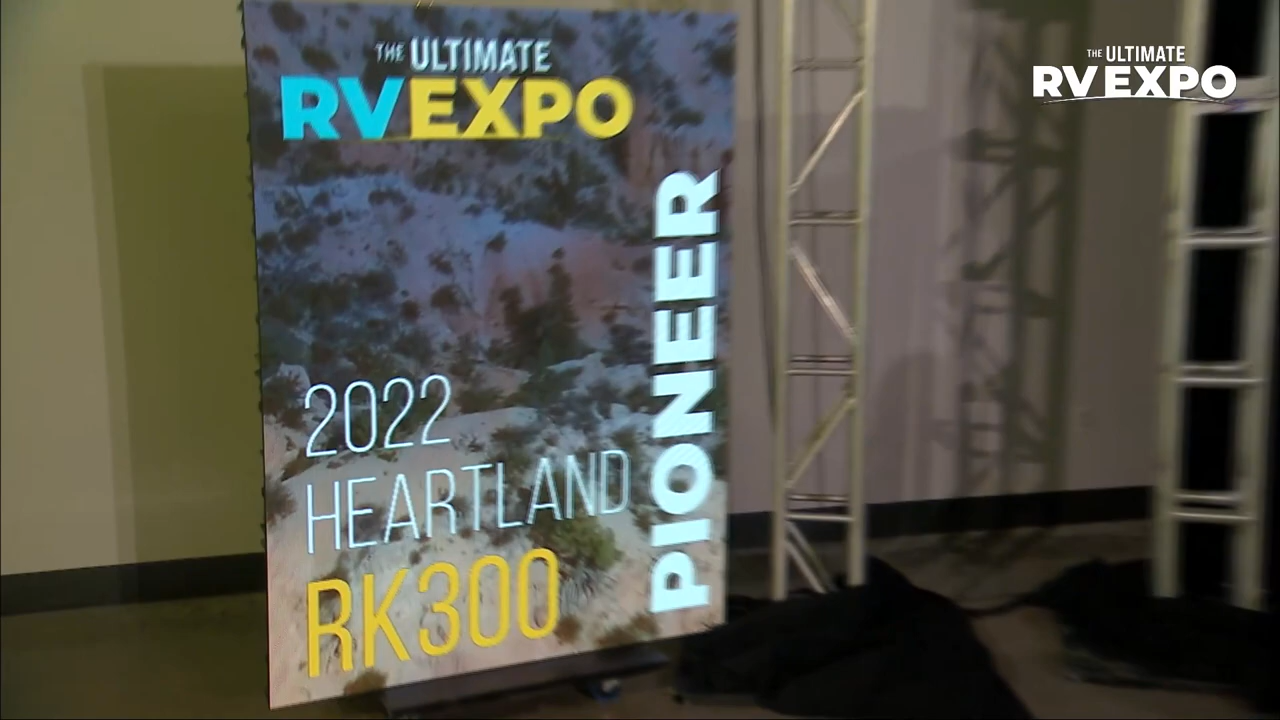 THE ULTIMATE
RVEXPO
PIONEER
2022
HEARTLAND
RK300
THE ULTIMATE
RVEXPO